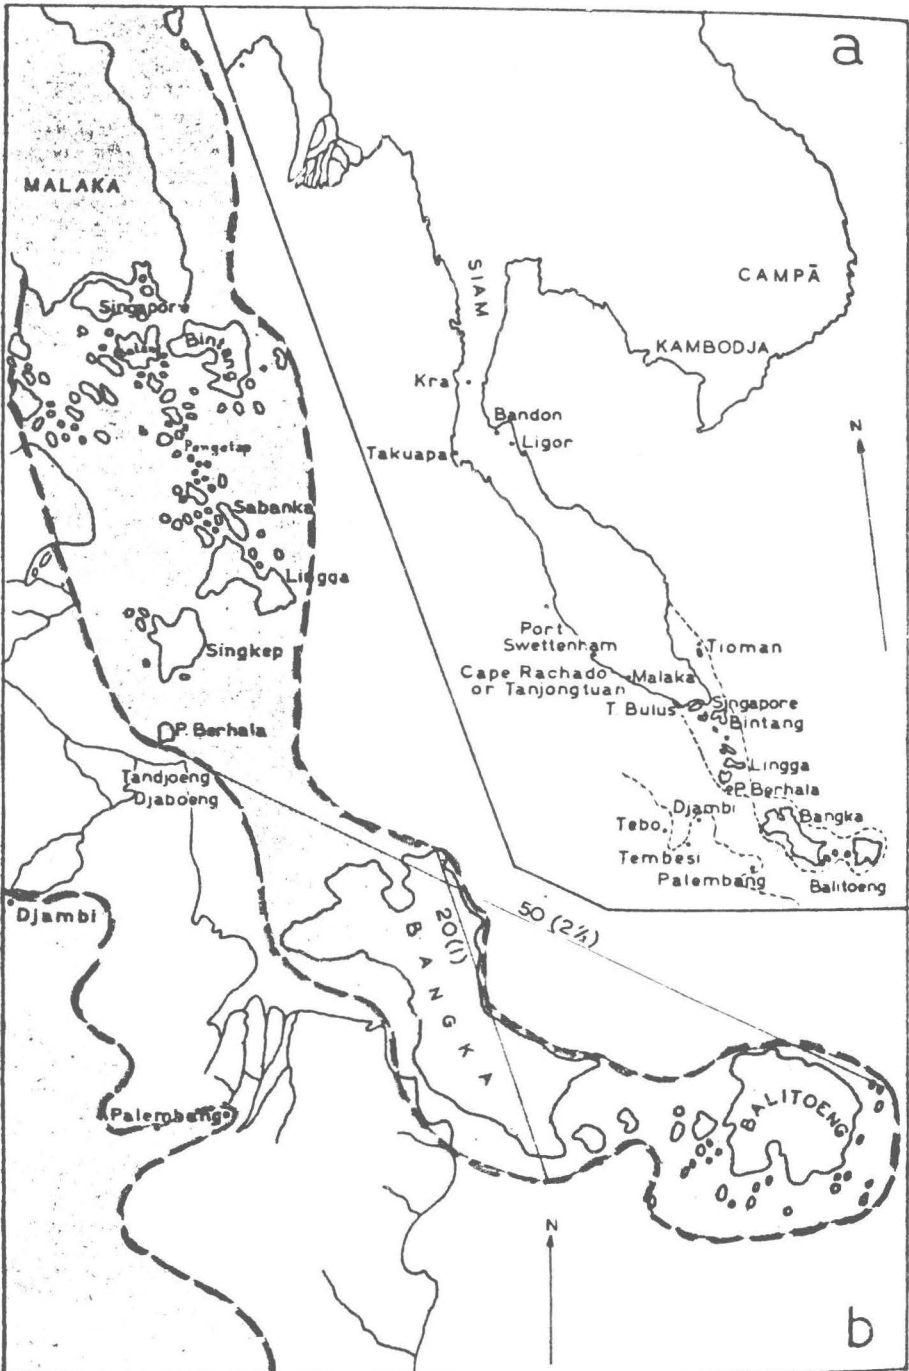 a
MALAKA
SIAM
CAMPĀ
Singapore
Bintang
KAMBODJA
Kra
Bandon
Ligor
Takuapa
N
Pengetap
Sabanka
Lingga
Singkep
Port
Swettenham
Tioman
Cape Rachado
or Tanjongtuan
Malaka
T. Bulus
Singapore
Bintang
Lingga
P. Berhala
P. Berhala
Bangka
Tandjoeng
Djaboeng
Djambi
Tebo
Tembesi
Palembang
Balitoeng
Djambi
50 (2½)
20(1)
BANGKA
Palembang
BALITOENG
N
b